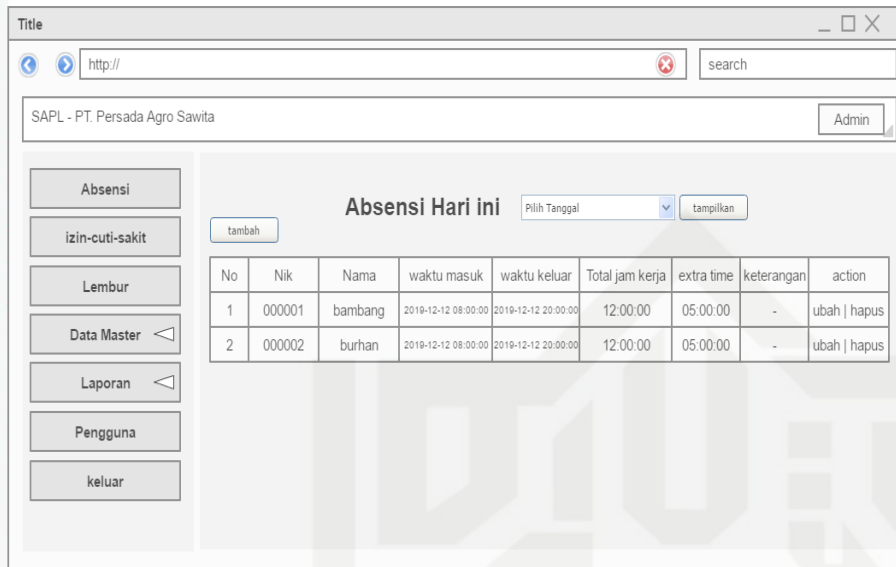 Title
http://
search
SAPL - PT. Persada Agro Sawita
Admin
Absensi
izin-cuti-sakit
Lembur
Data Master
Laporan
Pengguna
keluar
Absensi Hari ini Pilih Tanggal tampilkan
tambah
No Nik Nama waktu masuk waktu keluar Total jam kerja extra time keterangan action
1 000001 bambang 2019-12-12 08:00:00 2019-12-12 20:00:00 12:00:00 05:00:00 - ubah | hapus
2 000002 burhan 2019-12-12 08:00:00 2019-12-12 20:00:00 12:00:00 05:00:00 - ubah | hapus